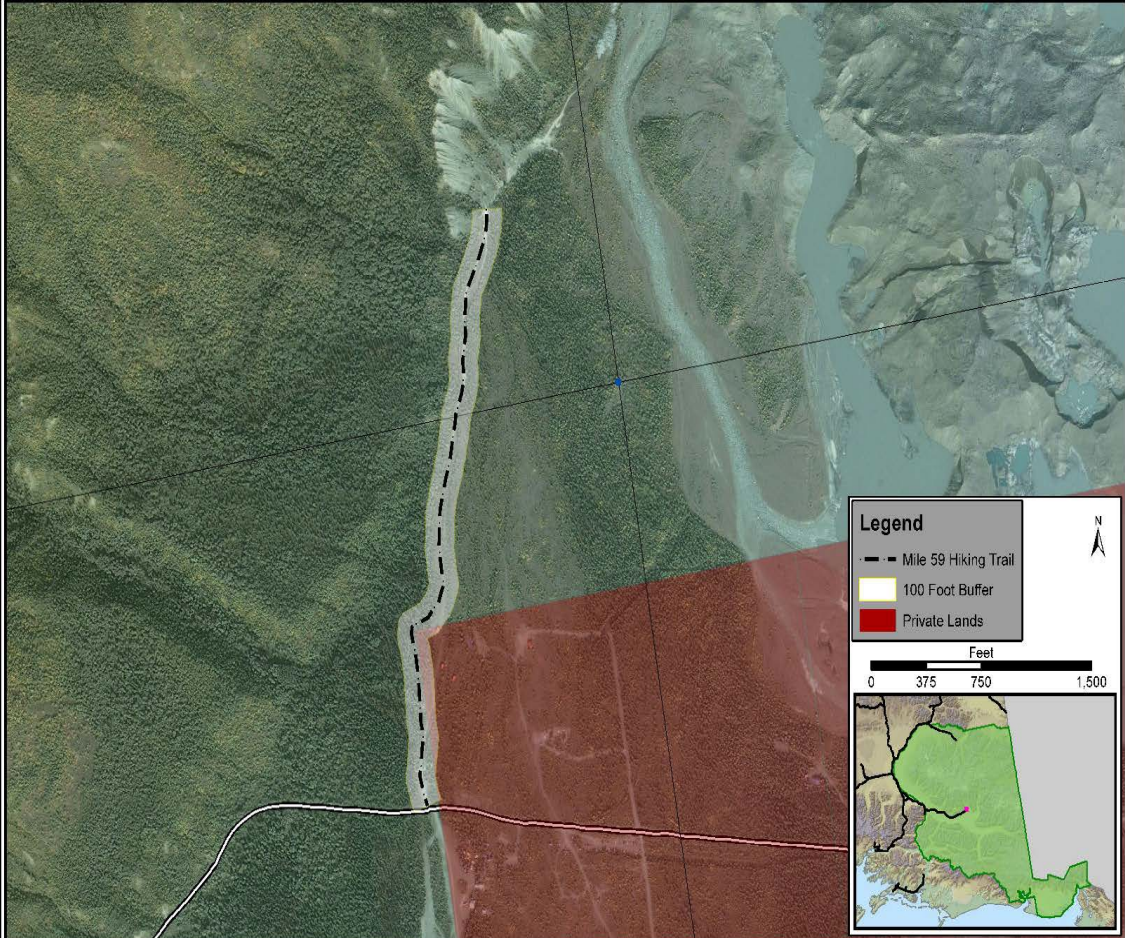 Legend
Mile 59 Hiking Trail
100 Foot Buffer
Private Lands
N
Feet
0 375 750 1,500